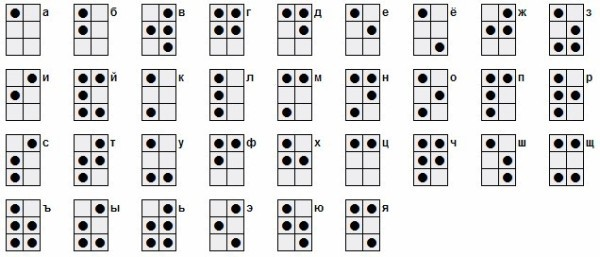 а б в г д е ё ж з
и й к л м н о п р
с т у ф х ц ч ш щ
ъ ы ь э ю я